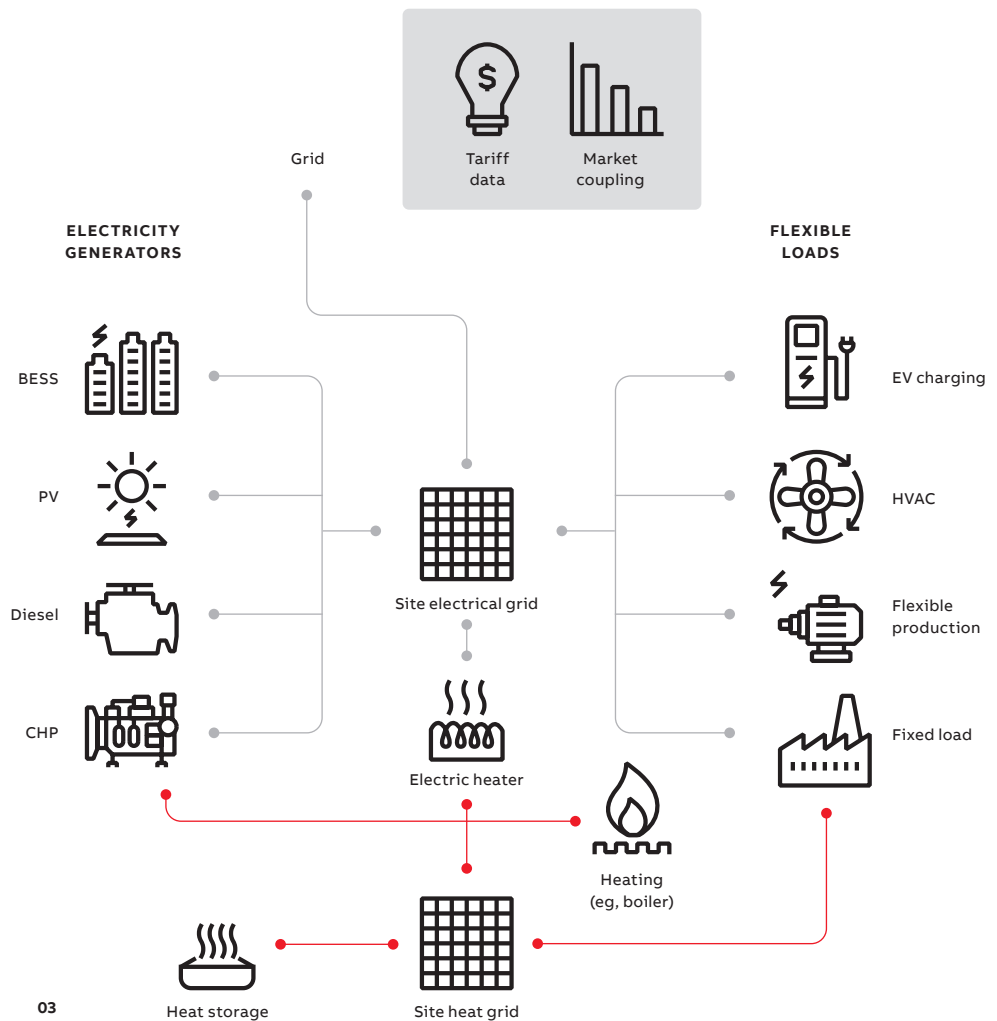 $
Tariff
data
Market
coupling
Grid
ELECTRICITY
GENERATORS
FLEXIBLE
LOADS
BESS
EV charging
PV
HVAC
Site electrical grid
Diesel
Flexible
production
CHP
Fixed load
Electric heater
Heating
(eg, boiler)
03
Heat storage
Site heat grid